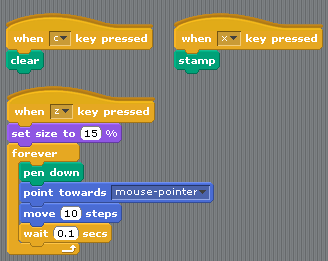 when c key pressed
clear
when x key pressed
stamp
when z key pressed
set size to 15 %
forever
pen down
point towards mouse-pointer
move 10 steps
wait 0.1 secs